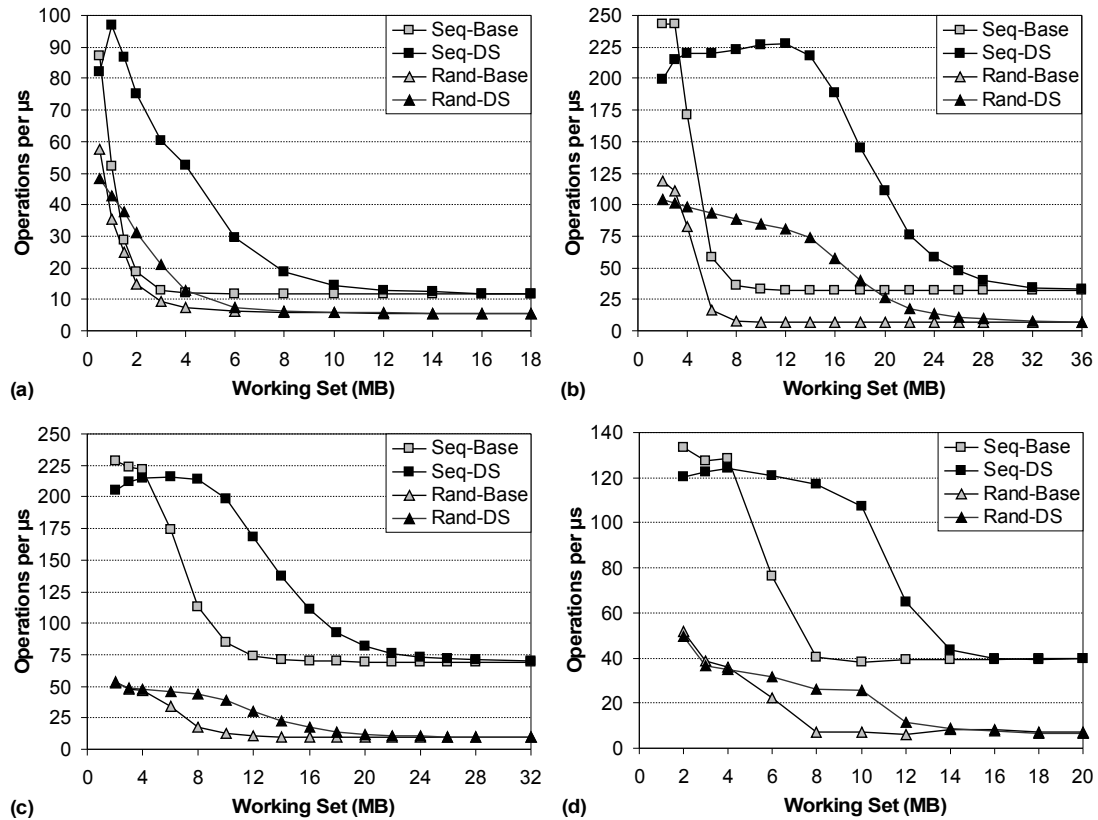 100
90
80
70
60
50
40
30
20
10
0
Operations per µs
0 2 4 6 8 10 12 14 16 18
Working Set (MB)
Seq-Base
Seq-DS
Rand-Base
Rand-DS
(a)
250
225
200
175
150
125
100
75
50
25
0
Operations per µs
0 4 8 12 16 20 24 28 32 36
Working Set (MB)
Seq-Base
Seq-DS
Rand-Base
Rand-DS
(b)
250
225
200
175
150
125
100
75
50
25
0
Operations per µs
0 4 8 12 16 20 24 28 32
Working Set (MB)
Seq-Base
Seq-DS
Rand-Base
Rand-DS
(c)
140
120
100
80
60
40
20
0
Operations per µs
0 2 4 6 8 10 12 14 16 18 20
Working Set (MB)
Seq-Base
Seq-DS
Rand-Base
Rand-DS
(d)